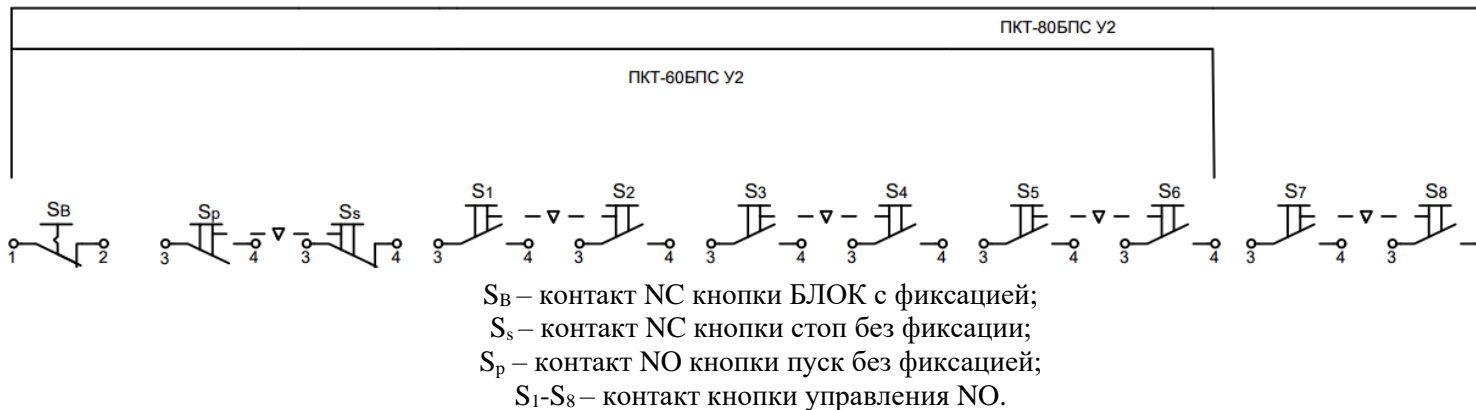 ПКТ-80БПС У2
ПКТ-60БПС У2
SB Sp Ss S1 S2 S3 S4 S5 S6 S7 S8
1 2 3 4 3 4 3 4 3 4 3 4 3 4 3 4 3 4 3 4 3
SB – контакт NC кнопки БЛОК с фиксацией;
Ss – контакт NC кнопки стоп без фиксации;
Sp – контакт NO кнопки пуск без фиксацией;
S1-S8 – контакт кнопки управления NO.